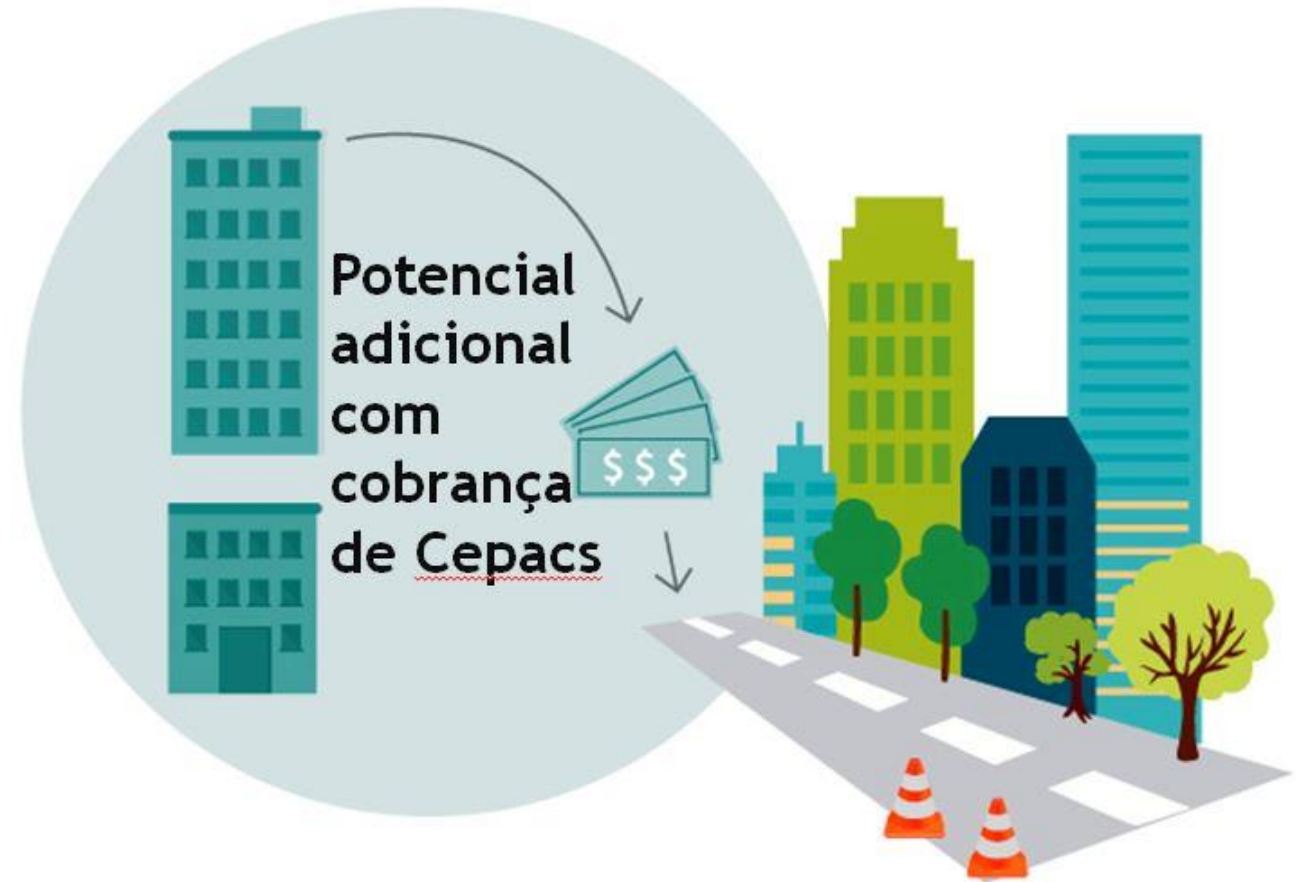 Potencial
adicional
com
cobrança
de Cepacs
$ $ $